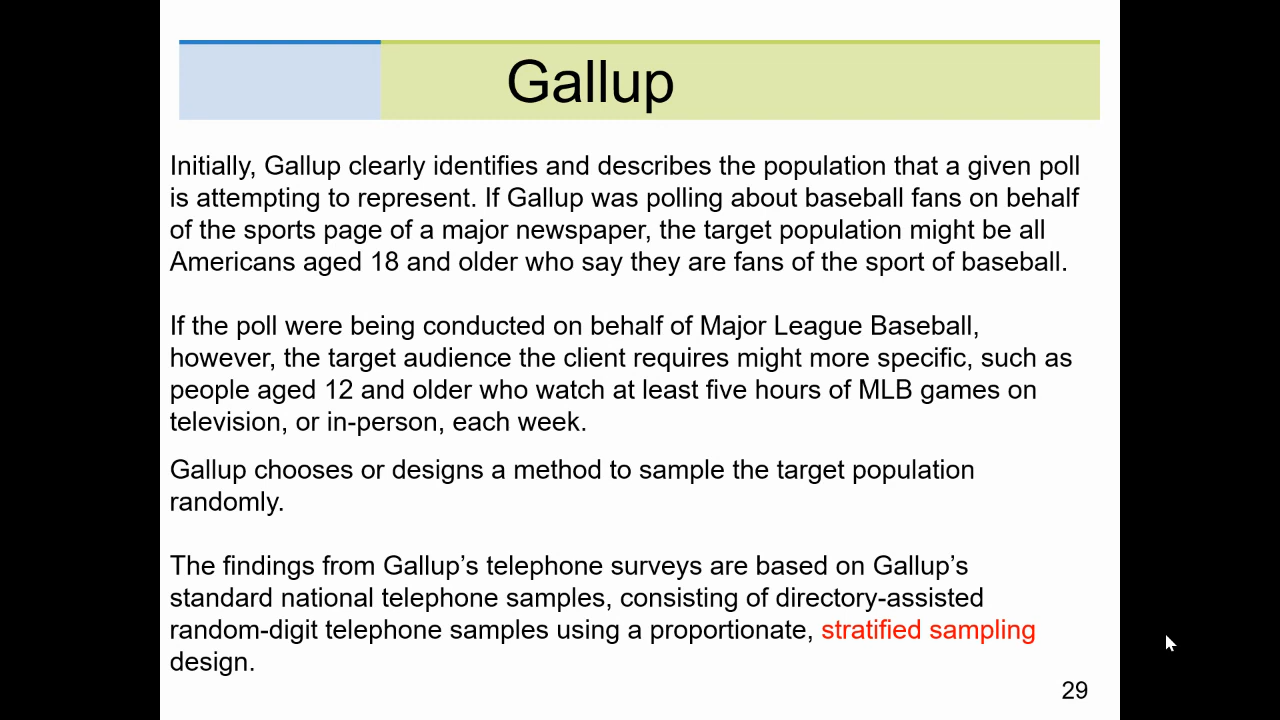 Gallup
Initially, Gallup clearly identifies and describes the population that a given poll
is attempting to represent. If Gallup was polling about baseball fans on behalf
of the sports page of a major newspaper, the target population might be all
Americans aged 18 and older who say they are fans of the sport of baseball.
If the poll were being conducted on behalf of Major League Baseball,
however, the target audience the client requires might more specific, such as
people aged 12 and older who watch at least five hours of MLB games on
television, or in-person, each week.
Gallup chooses or designs a method to sample the target population
randomly.
The findings from Gallup’s telephone surveys are based on Gallup’s
standard national telephone samples, consisting of directory-assisted
random-digit telephone samples using a proportionate, stratified sampling
design.
29